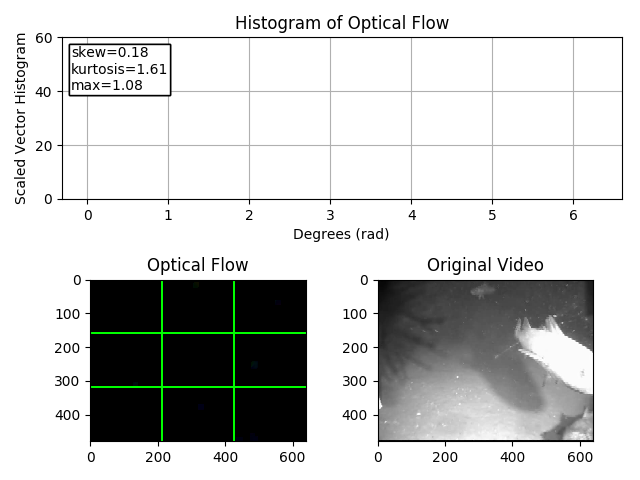 Histogram of Optical Flow
Scaled Vector Histogram
60
40
20
0
skew=0.18
kurtosis=1.61
max=1.08
0 1 2 3 4 5 6
Degrees (rad)
Optical Flow
0
100
200
300
400
0 200 400 600
Original Video
0
100
200
300
400
0 200 400 600